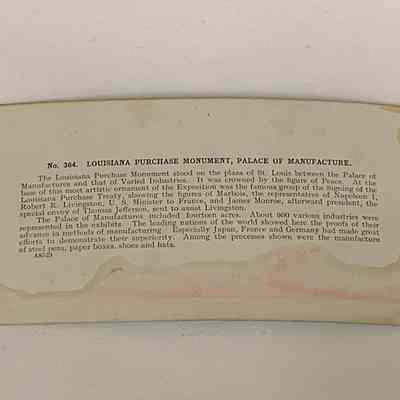 No. 364. LOUISIANA PURCHASE MONUMENT, PALACE OF MANUFACTURE.
The Louisiana Purchase Monument stood on the plaza of St. Louis between the Palace of
Manufactures and that of Varied Industries. It was crowned by the figure of Peace. At the
base of this most artistic ornament of the Exposition was the famous group of the Signing of the
Louisiana Purchase Treaty, showing the figures of Marbois, the representative of Napoleon I,
Robert R. Livingston, U. S. Minister to France, and James Monroe, afterward president, the
special envoy of Thomas Jefferson, sent to assist Livingston.
The Palace of Manufactures included fourteen acres. About 900 various industries were
represented in the exhibits. The leading nations of the world showed here the proofs of their
advance in methods of manufacturing. Especially Japan, France and Germany had made great
efforts to demonstrate their superiority. Among the processes shown were the manufacture
of steel pens, paper boxes, shoes and hats.